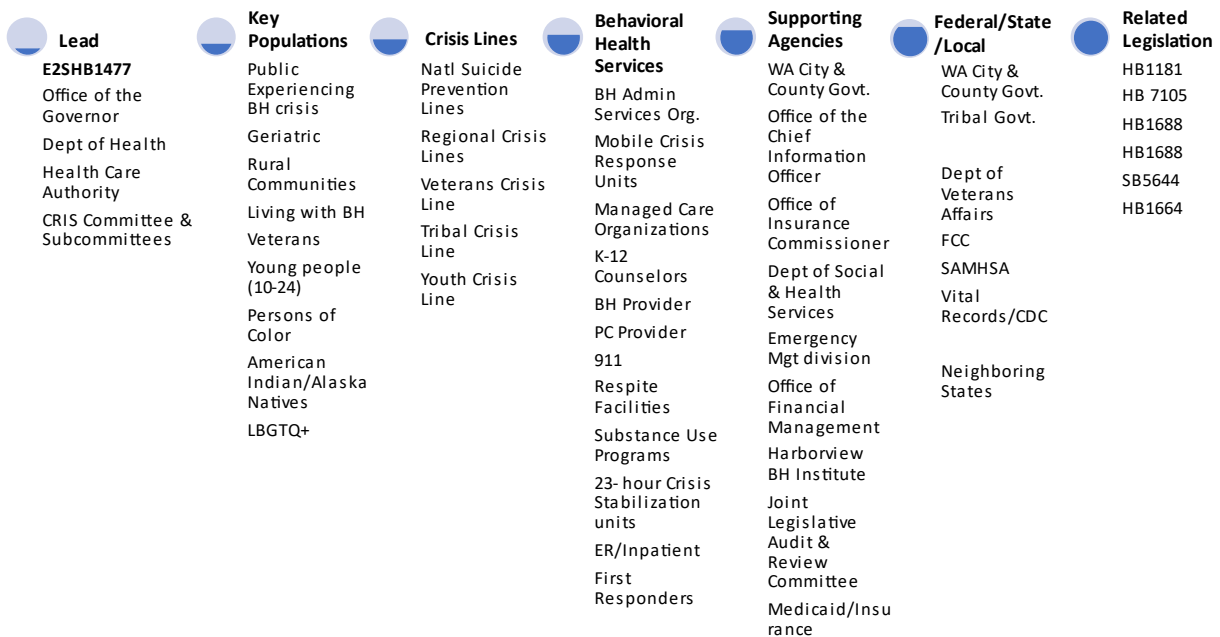 Lead
E2SHB1477
Office of the
Governor
Dept of Health
Health Care
Authority
CRIS Committee &
Subcommittees
Key
Populations
Public
Experiencing
BH crisis
Geriatric
Rural
Communities
Living with BH
Veterans
Young people
(10-24)
Persons of
Color
American
Indian/Alaska
Natives
LBGTQ+
Crisis Lines
Natl Suicide
Prevention
Lines
Regional Crisis
Lines
Veterans Crisis
Line
Tribal Crisis
Line
Youth Crisis
Line
Behavioral
Health
Services
BH Admin
Services Org.
Mobile Crisis
Response
Units
Managed Care
Organizations
K-12
Counselors
BH Provider
PC Provider
911
Respite
Facilities
Substance Use
Programs
23- hour Crisis
Stabilization
units
ER/Inpatient
First
Responders
Supporting
Agencies
WA City &
County Govt.
Office of the
Chief
Information
Officer
Office of
Insurance
Commissioner
Dept of Social
& Health
Services
Emergency
Mgt division
Office of
Financial
Management
Harborview
BH Institute
Joint
Legislative
Audit &
Review
Committee
Medicaid/Insu
rance
Federal/State
/Local
WA City &
County Govt.
Tribal Govt.
Dept of
Veterans
Affairs
FCC
SAMHSA
Vital
Records/CDC
Neighboring
States
Related
Legislation
HB1181
HB 7105
HB1688
HB1688
SB5644
HB1664